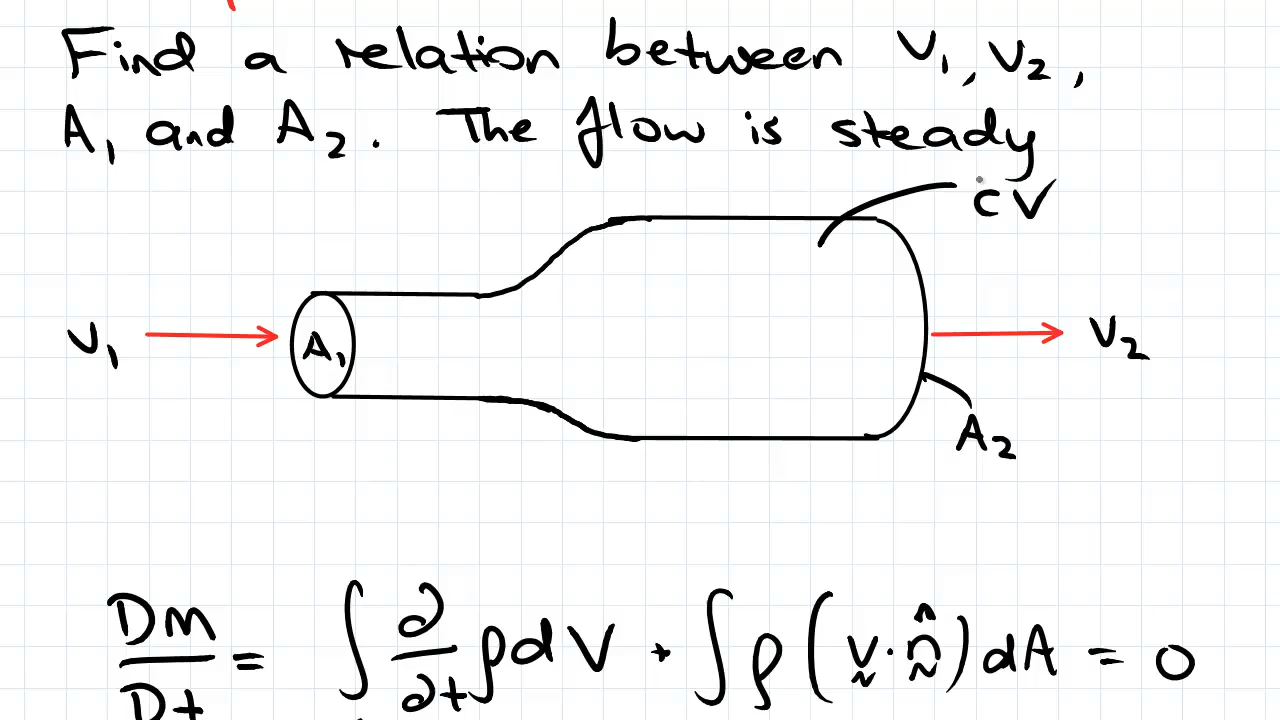 Find a relation between V₁, V₂,
A₁ and A₂. The flow is steady
CV
V₁
A₁
V₂
A₂
Dm/Dt = ∫ ∂/∂t ρ dV + ∫ ρ (v · n̂) dA = 0